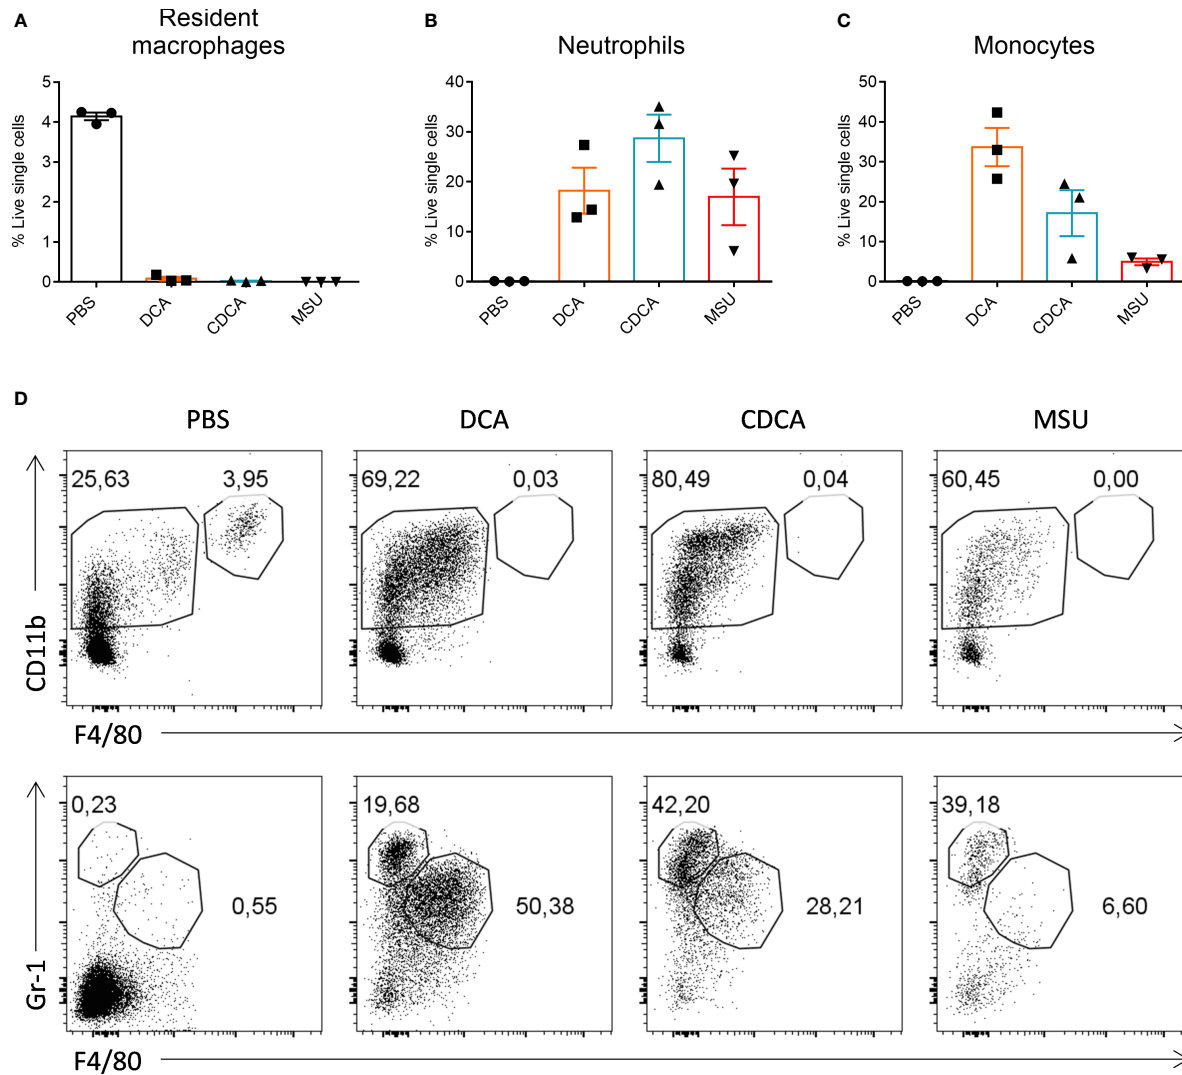 A
Resident
macrophages
% Live single cells
5
4
3
2
1
0
PBS
DCA
CDCA
MSU
B
Neutrophils
% Live single cells
40
30
20
10
0
PBS
DCA
CDCA
MSU
C
Monocytes
% Live single cells
50
40
30
20
10
0
PBS
DCA
CDCA
MSU
D
PBS
DCA
CDCA
MSU
25,63
3,95
69,22
0,03
80,49
0,04
60,45
0,00
CD11b
F4/80
0,23
0,55
19,68
50,38
42,20
28,21
39,18
6,60
Gr-1
F4/80